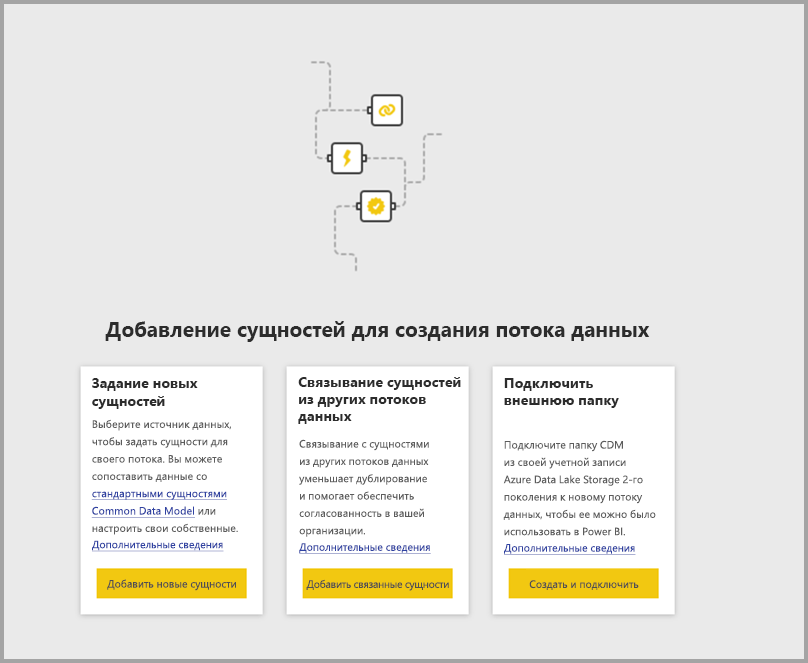 Добавление сущностей для создания потока данных
Задание новых
сущностей
Выберите источник данных,
чтобы задать сущности для
своего потока. Вы можете
сопоставить данные со
стандартными сущностями
Common Data Model или
настроить свои собственные.
Дополнительные сведения
Добавить новые сущности
Связывание сущностей
из других потоков
данных
Связывание с сущностями
из других потоков данных
уменьшает дублирование
и помогает обеспечить
согласованность в вашей
организации.
Дополнительные сведения
Добавить связанные сущности
Подключить
внешнюю папку
Подключите папку CDM
из своей учетной записи
Azure Data Lake Storage 2-го
поколения к новому потоку
данных, чтобы ее можно было
использовать в Power BI.
Дополнительные сведения
Создать и подключить